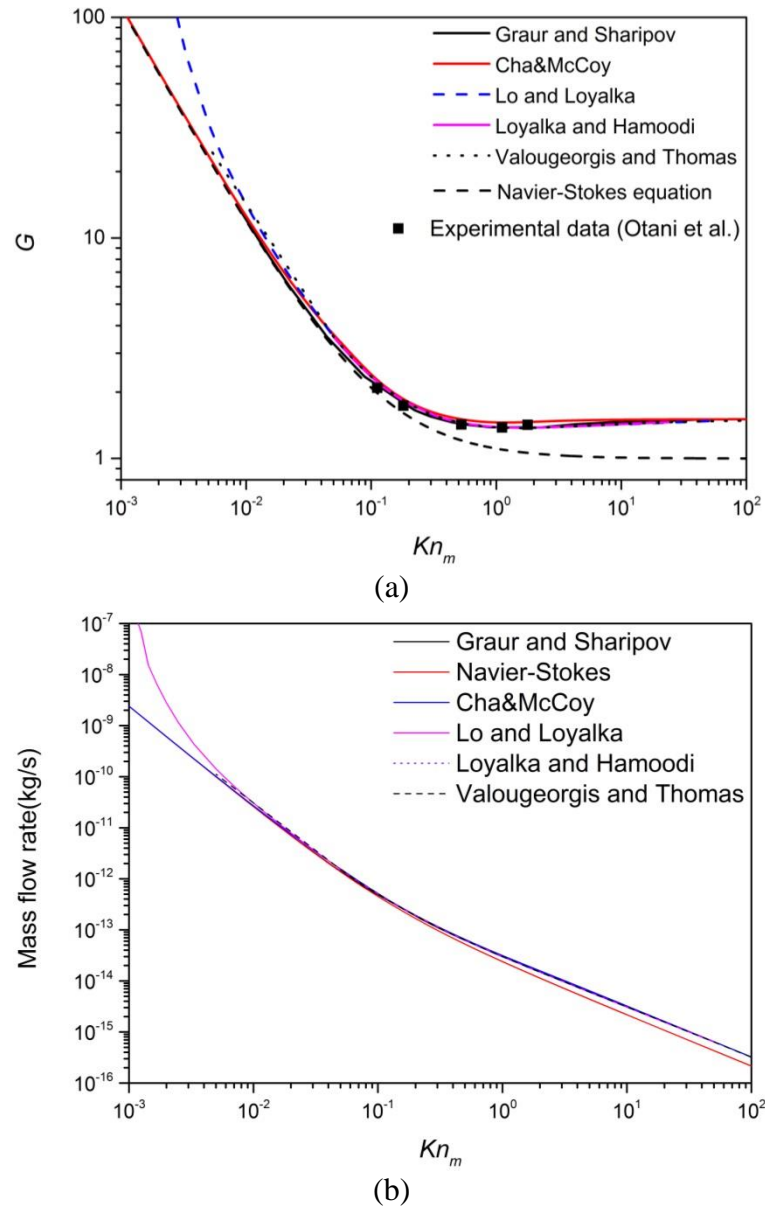 100
10
1
G
Graur and Sharipov
Cha&McCoy
Lo and Loyalka
Loyalka and Hamoodi
Valougeorgis and Thomas
Navier-Stokes equation
Experimental data (Otani et al.)
10⁻³ 10⁻² 10⁻¹ 10⁰ 10¹ 10²
Knₘ
(a)
10⁻⁷
10⁻⁸
10⁻⁹
10⁻¹⁰
10⁻¹¹
10⁻¹²
10⁻¹³
10⁻¹⁴
10⁻¹⁵
10⁻¹⁶
Mass flow rate(kg/s)
Graur and Sharipov
Navier-Stokes
Cha&McCoy
Lo and Loyalka
Loyalka and Hamoodi
Valougeorgis and Thomas
10⁻³ 10⁻² 10⁻¹ 10⁰ 10¹ 10²
Knₘ
(b)